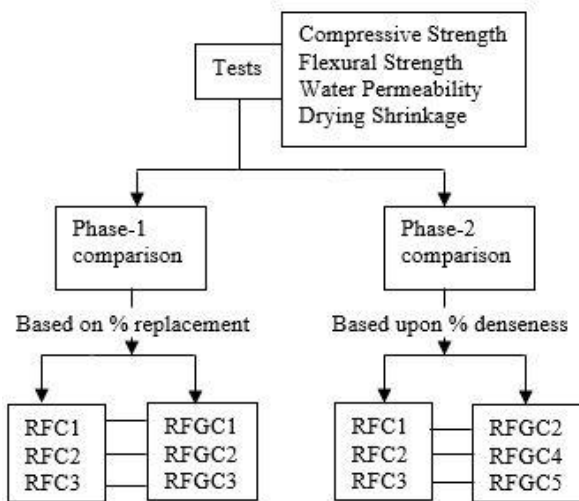 Tests
Compressive Strength
Flexural Strength
Water Permeability
Drying Shrinkage
Phase-1
comparison
Phase-2
comparison
Based on % replacement
Based upon % denseness
RFC1
RFC2
RFC3
RFGC1
RFGC2
RFGC3
RFC1
RFC2
RFC3
RFGC2
RFGC4
RFGC5